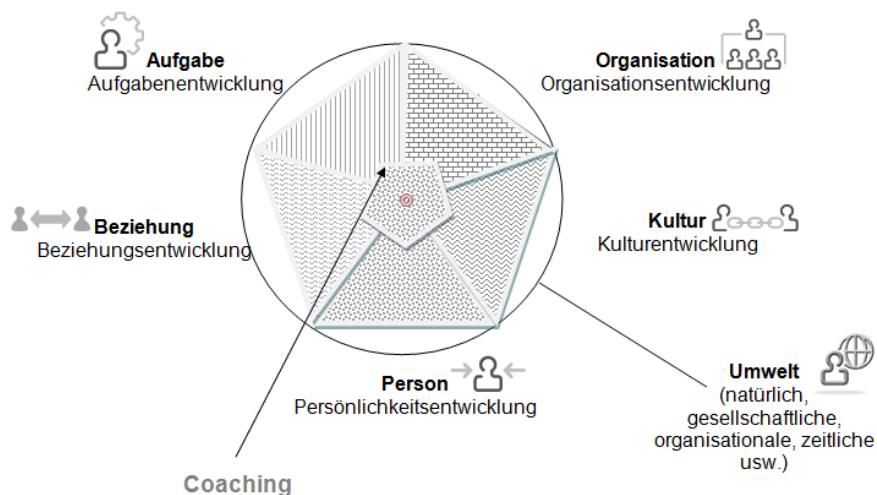 Aufgabe
Aufgabenentwicklung
Organisation
Organisationsentwicklung
Beziehung
Beziehungsentwicklung
Kultur
Kulturentwicklung
Person
Persönlichkeitsentwicklung
Umwelt
(natürlich,
gesellschaftliche,
organisationale, zeitliche
usw.)
Coaching